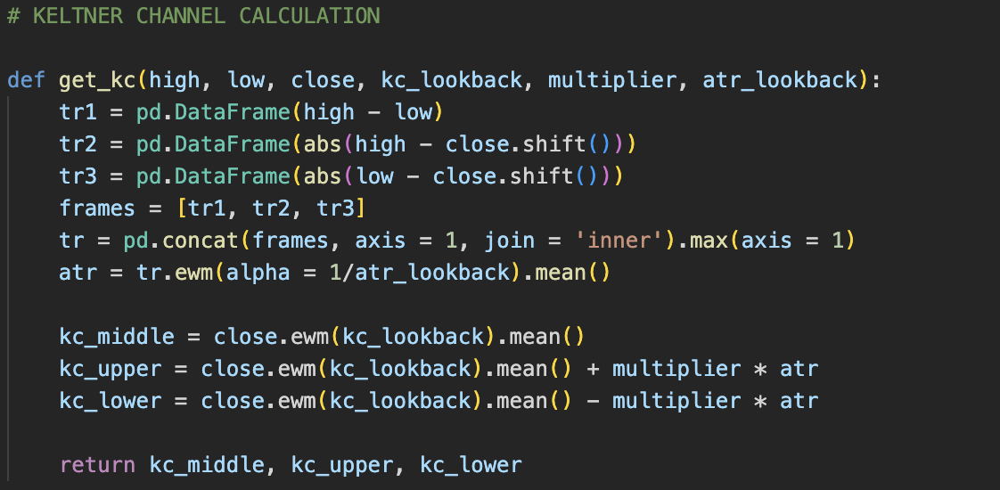 # KELTNER CHANNEL CALCULATION
def get_kc(high, low, close, kc_lookback, multiplier, atr_lookback):
    tr1 = pd.DataFrame(high - low)
    tr2 = pd.DataFrame(abs(high - close.shift()))
    tr3 = pd.DataFrame(abs(low - close.shift()))
    frames = [tr1, tr2, tr3]
    tr = pd.concat(frames, axis = 1, join = 'inner').max(axis = 1)
    atr = tr.ewm(alpha = 1/atr_lookback).mean()
    kc_middle = close.ewm(kc_lookback).mean()
    kc_upper = close.ewm(kc_lookback).mean() + multiplier * atr
    kc_lower = close.ewm(kc_lookback).mean() - multiplier * atr
    return kc_middle, kc_upper, kc_lower